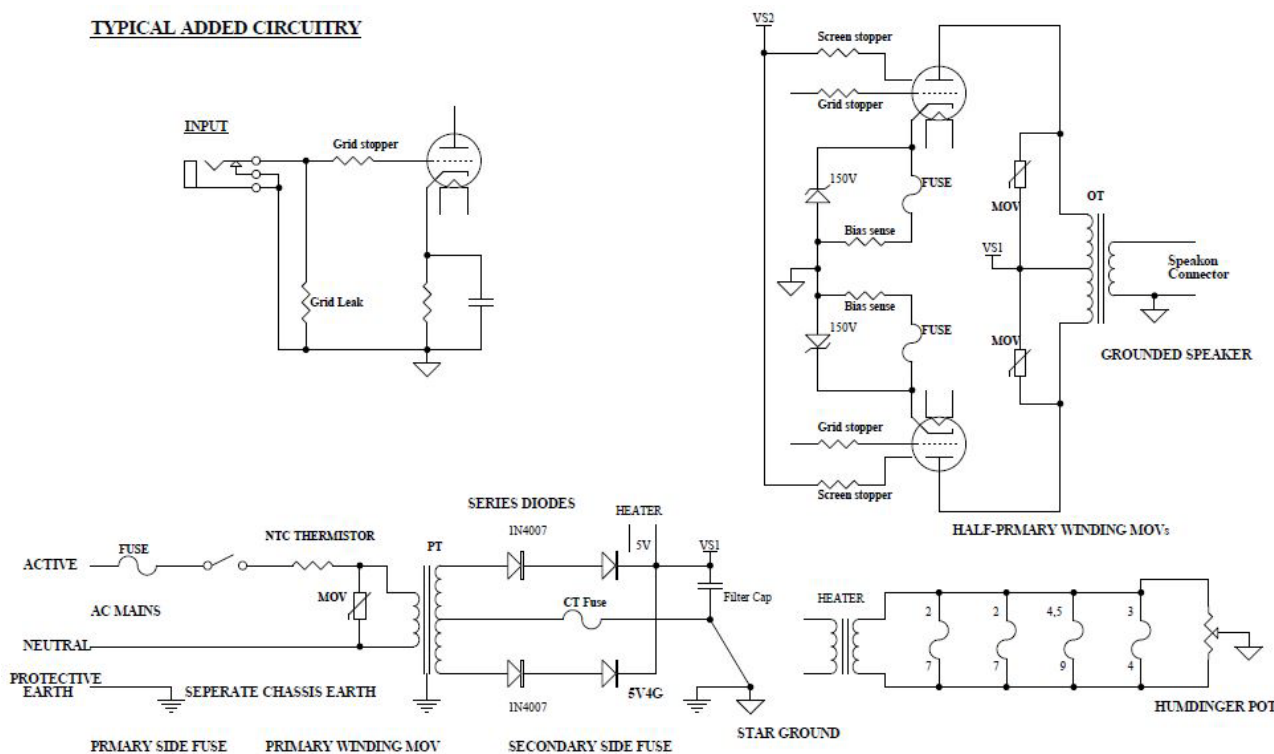 TYPICAL ADDED CIRCUITRY
INPUT
Grid stopper
Grid Leak
VS2
Screen stopper
Grid stopper
150V
FUSE
MOV
OT
Bias sense
VS1
Speakon
Connector
Bias sense
150V
FUSE
MOV
GROUNDED SPEAKER
Grid stopper
Screen stopper
HALF-PRMARY WINDING MOVs
SERIES DIODES
HEATER
1N4007
5V
VS1
NTC THERMISTOR
FUSE
PT
ACTIVE
MOV
CT Fuse
Filter Cap
AC MAINS
NEUTRAL
PROTECTIVE
EARTH
SEPERATE CHASSIS EARTH
5V4G
1N4007
STAR GROUND
PRMARY SIDE FUSE
PRIMARY WINDING MOV
SECONDARY SIDE FUSE
HEATER
2
2
4,5
3
7
7
9
4
HUMDINGER POT